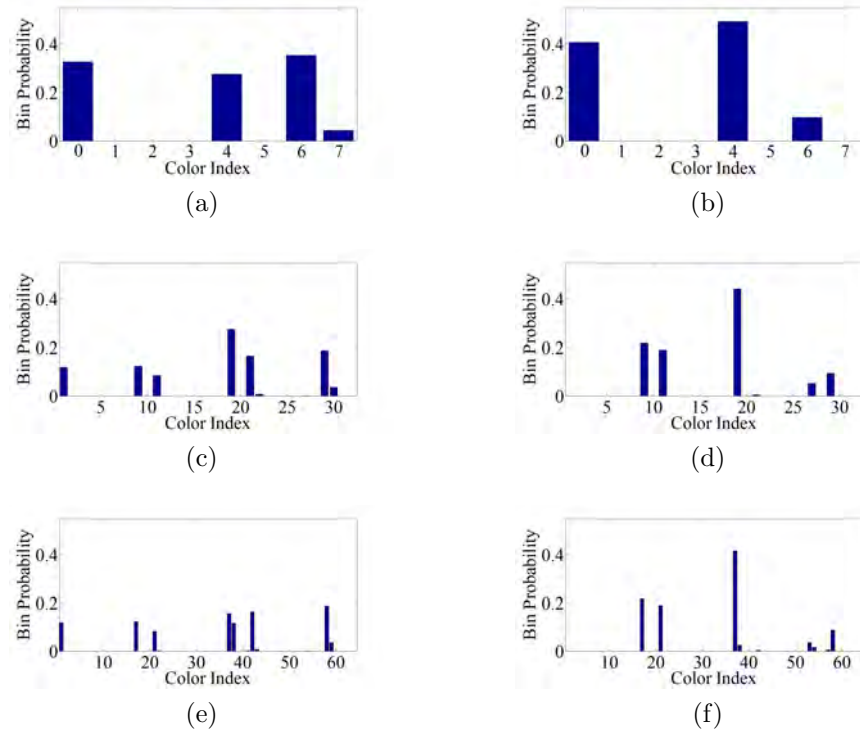 Bin Probability
0.4
0.2
0
0 1 2 3 4 5 6 7
Color Index
(a)
Bin Probability
0.4
0.2
0
0 1 2 3 4 5 6 7
Color Index
(b)
Bin Probability
0.4
0.2
0
5 10 15 20 25 30
Color Index
(c)
Bin Probability
0.4
0.2
0
5 10 15 20 25 30
Color Index
(d)
Bin Probability
0.4
0.2
0
10 20 30 40 50 60
Color Index
(e)
Bin Probability
0.4
0.2
0
10 20 30 40 50 60
Color Index
(f)